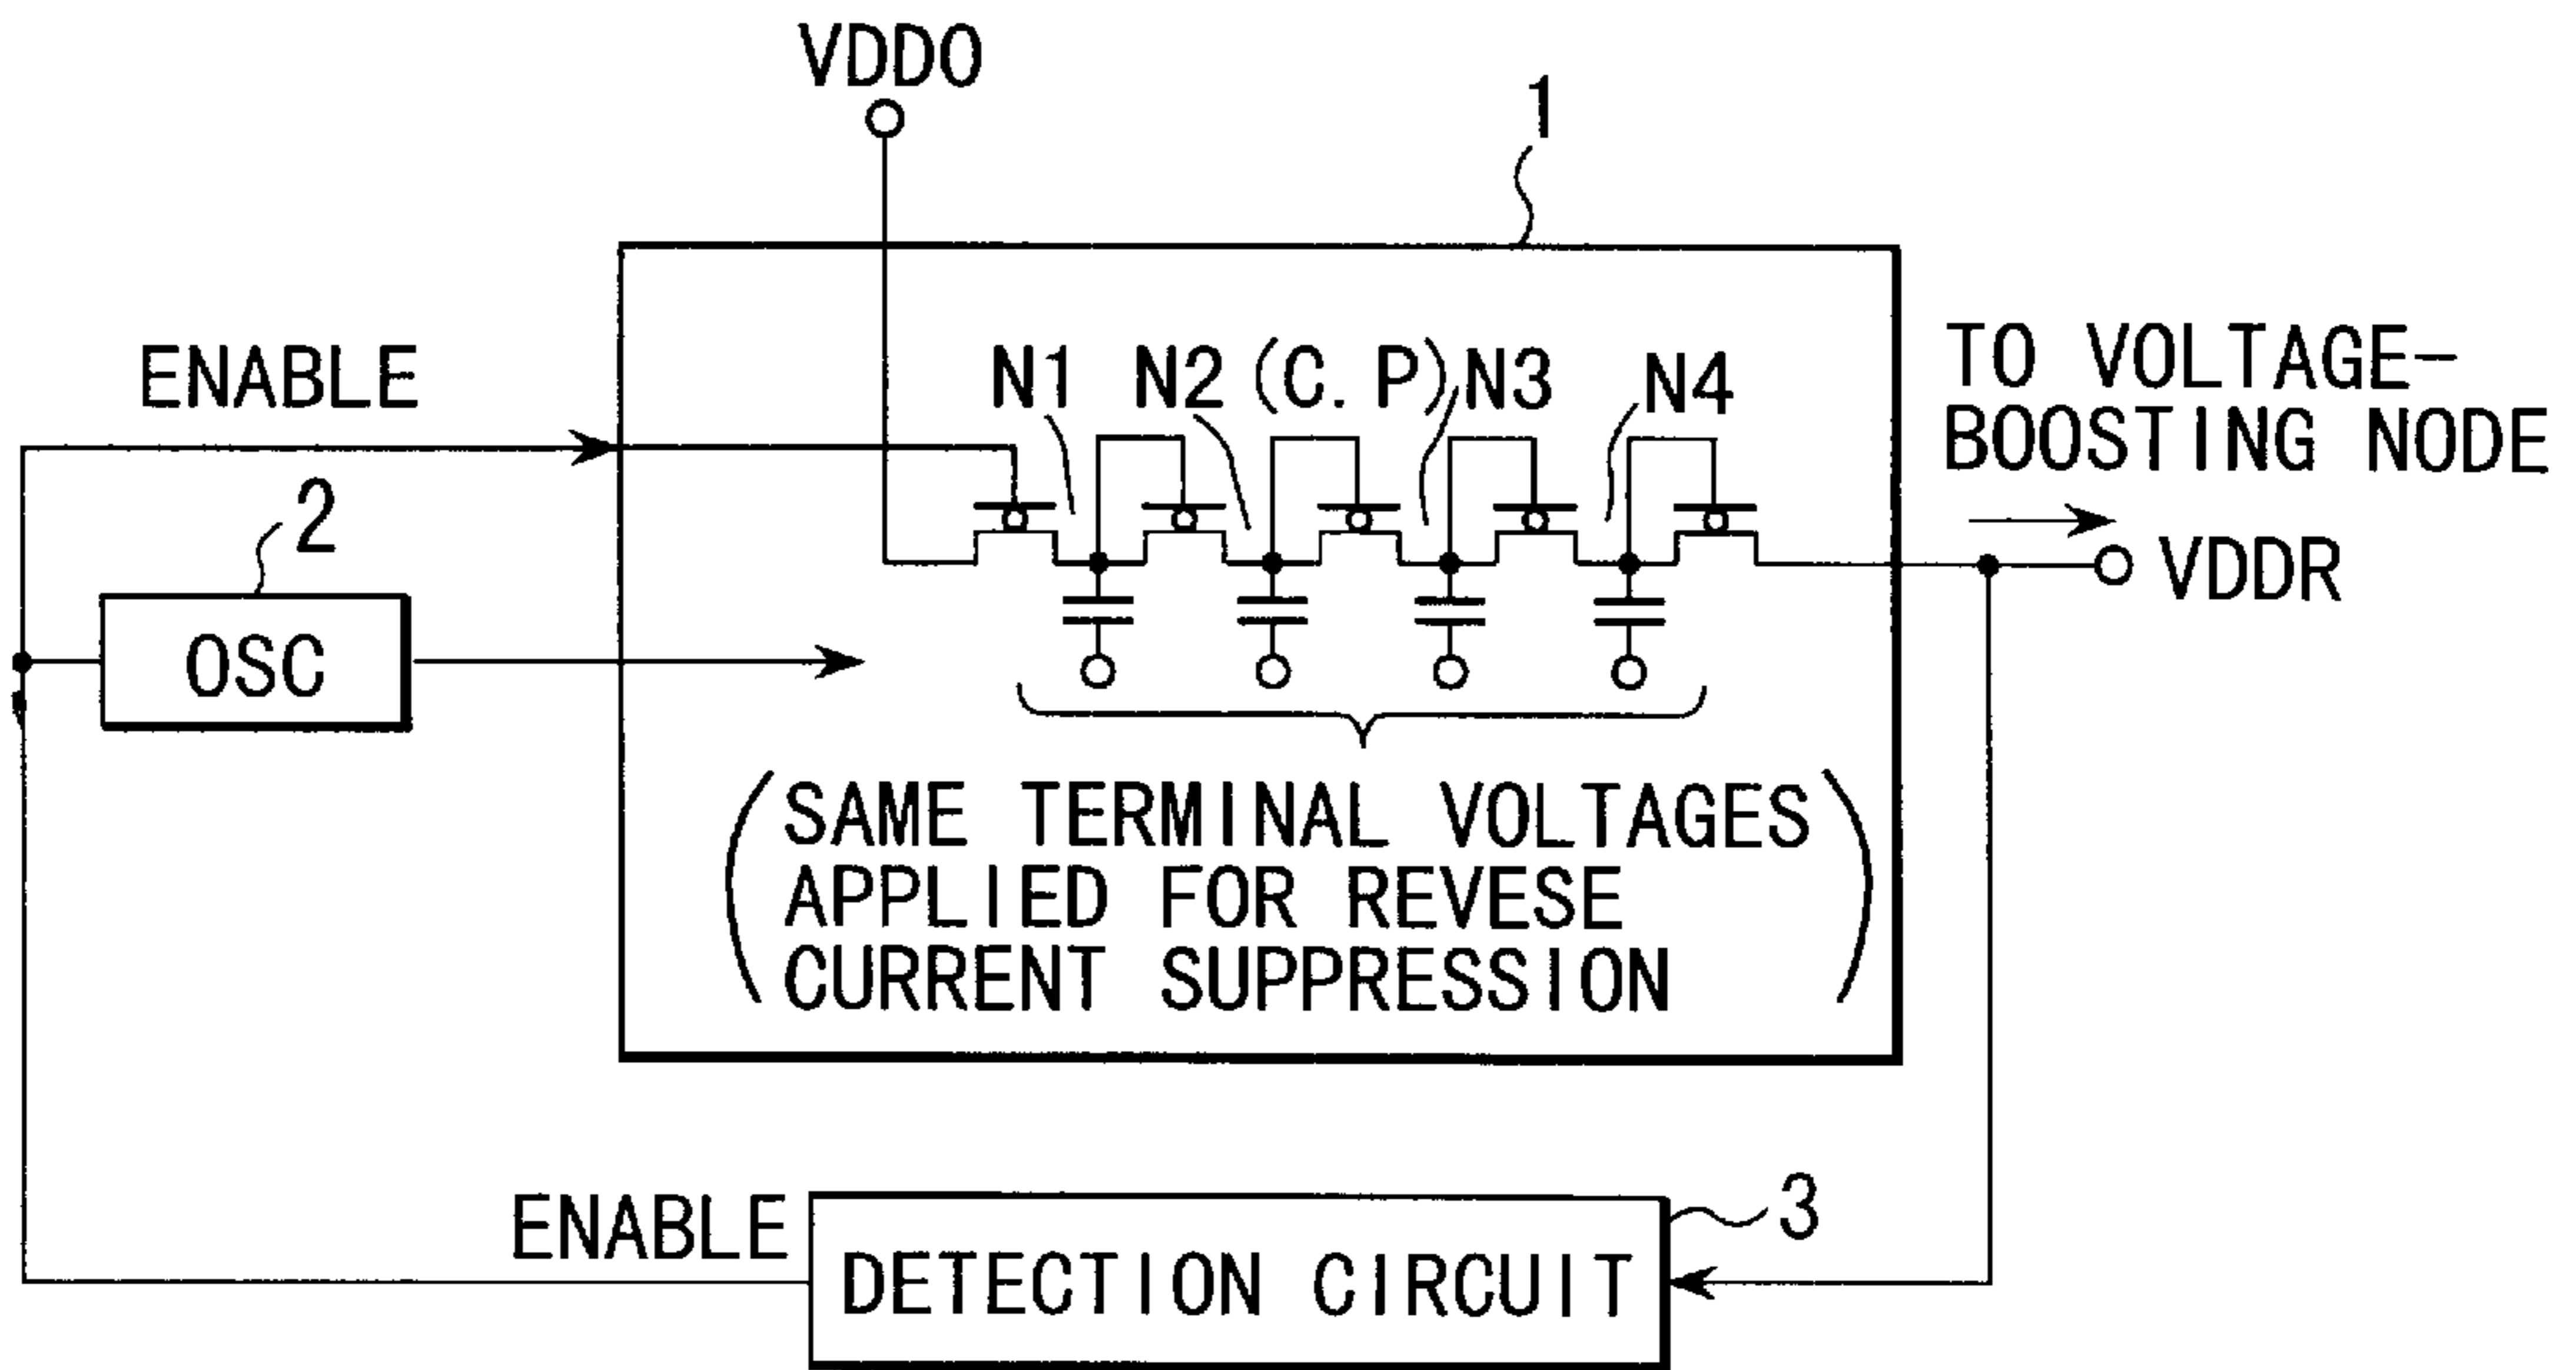 VDDO
1
ENABLE
N1 N2 (C.P) N3 N4
TO VOLTAGE-
BOOSTING NODE
2
VDDR
OSC
SAME TERMINAL VOLTAGES
APPLIED FOR REVESE
CURRENT SUPPRESSION
ENABLE
3
DETECTION CIRCUIT